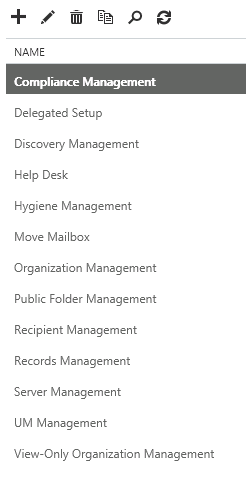 NAME
Compliance Management
Delegated Setup
Discovery Management
Help Desk
Hygiene Management
Move Mailbox
Organization Management
Public Folder Management
Recipient Management
Records Management
Server Management
UM Management
View-Only Organization Management